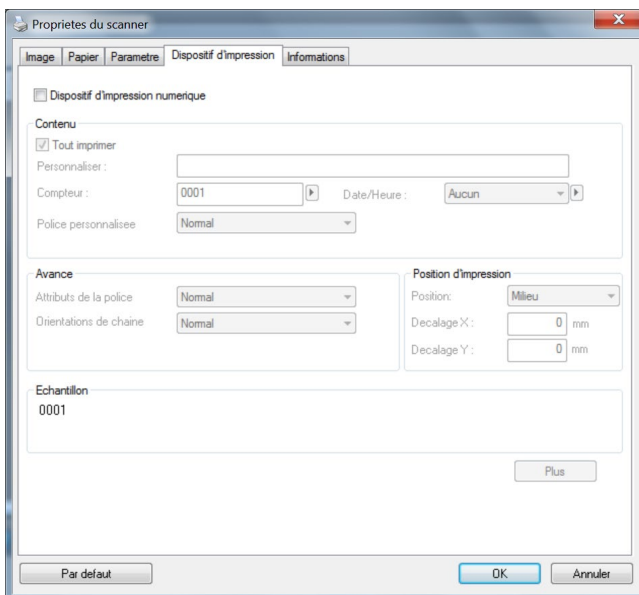 Proprietes du scanner
Image Papier Parametre Dispositif d'impression Informations
Dispositif d'impression numerique
Contenu
Tout imprimer
Personnaliser :
Compteur : 0001 Date/Heure : Aucun
Police personnalisee Normal
Avance Position d'impression
Attributs de la police Normal Position: Milieu
Orientations de chaine Normal Decalage X : 0 mm
Decalage Y : 0 mm
Echantillon
0001
Plus
Par defaut OK Annuler